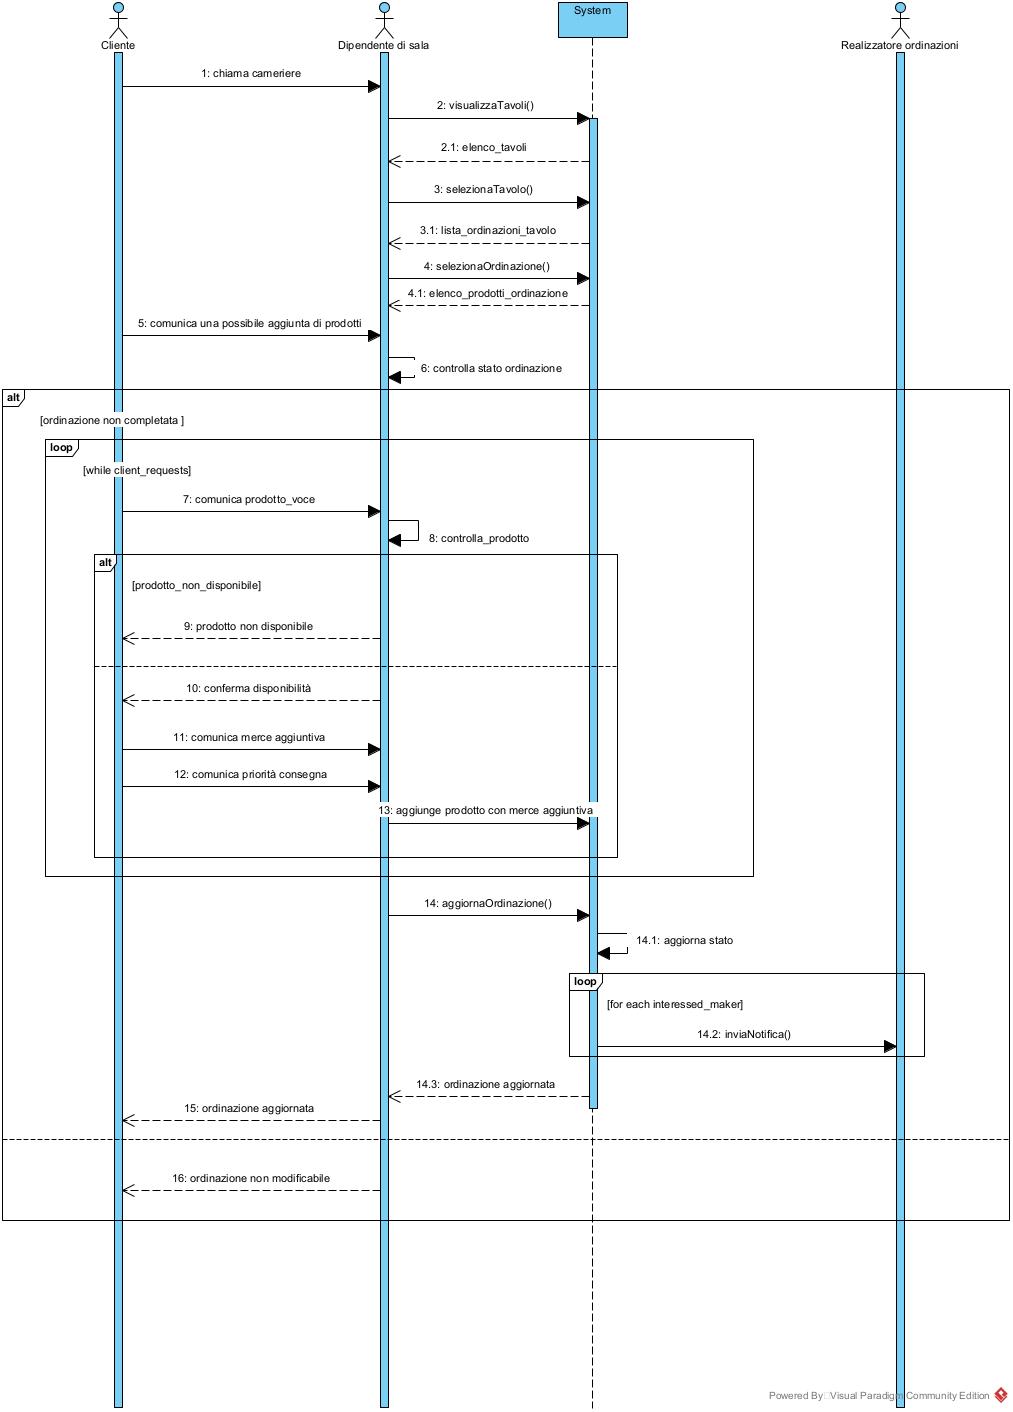 System
Cliente
Dipendente di sala
Realizzatore ordinazioni
1: chiama cameriere
2: visualizzaTavoli()
2.1: elenco_tavoli
3: selezionaTavolo()
3.1: lista_ordinazioni_tavolo
4: selezionaOrdinazione()
4.1: elenco_prodotti_ordinazione
5: comunica una possibile aggiunta di prodotti
6: controlla stato ordinazione
alt
[ordinazione non completata ]
loop
[while client_requests]
7: comunica prodotto_voce
8: controlla_prodotto
alt
[prodotto_non_disponibile]
9: prodotto non disponibile
10: conferma disponibilità
11: comunica merce aggiuntiva
12: comunica priorità consegna
13: aggiunge prodotto con merce aggiuntiva
14: aggiornaOrdinazione()
14.1: aggiorna stato
loop
[for each interessed_maker]
14.2: inviaNotifica()
14.3: ordinazione aggiornata
15: ordinazione aggiornata
16: ordinazione non modificabile
Powered By Visual Paradigm Community Edition